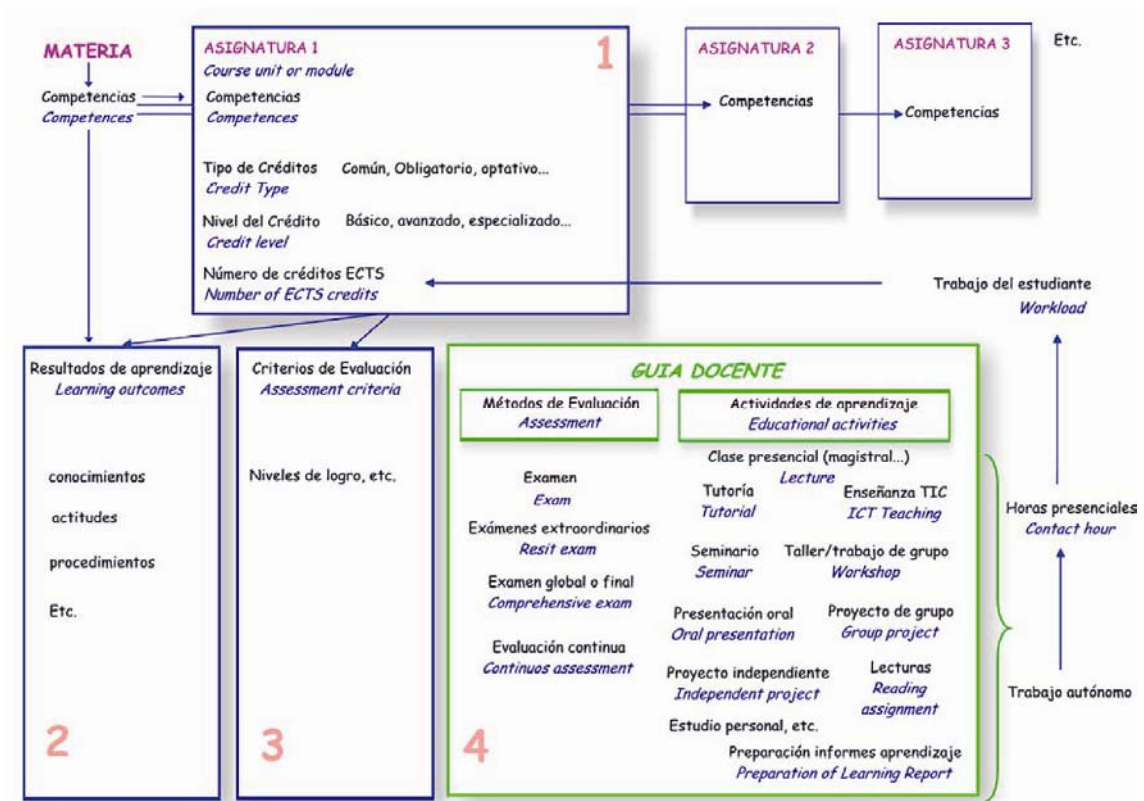 MATERIA
Competencias
Competences
ASIGNATURA 1
1
Course unit or module
Competencias
Competences
Tipo de Créditos Común, Obligatorio, optativo...
Credit Type
Nivel del Crédito Básico, avanzado, especializado...
Credit level
Número de créditos ECTS
Number of ECTS credits
ASIGNATURA 2
Competencias
ASIGNATURA 3
Competencias
Etc.
Trabajo del estudiante
Workload
Resultados de aprendizaje
Learning outcomes
conocimientos
actitudes
procedimientos
Etc.
2
Criterios de Evaluación
Assessment criteria
Niveles de logro, etc.
3
GUIA DOCENTE
Métodos de Evaluación
Assessment
Examen
Exam
Exámenes extraordinarios
Resit exam
Examen global o final
Comprehensive exam
Evaluación continua
Continuos assessment
4
Actividades de aprendizaje
Educational activities
Clase presencial (magistral...)
Lecture
Tutoría
Tutorial
Enseñanza TIC
ICT Teaching
Seminario
Seminar
Taller/trabajo de grupo
Workshop
Presentación oral
Oral presentation
Proyecto de grupo
Group project
Proyecto independiente
Independent project
Lecturas
Reading
assignment
Estudio personal, etc.
Preparación informes aprendizaje
Preparation of Learning Report
Horas presenciales
Contact hour
Trabajo autónomo